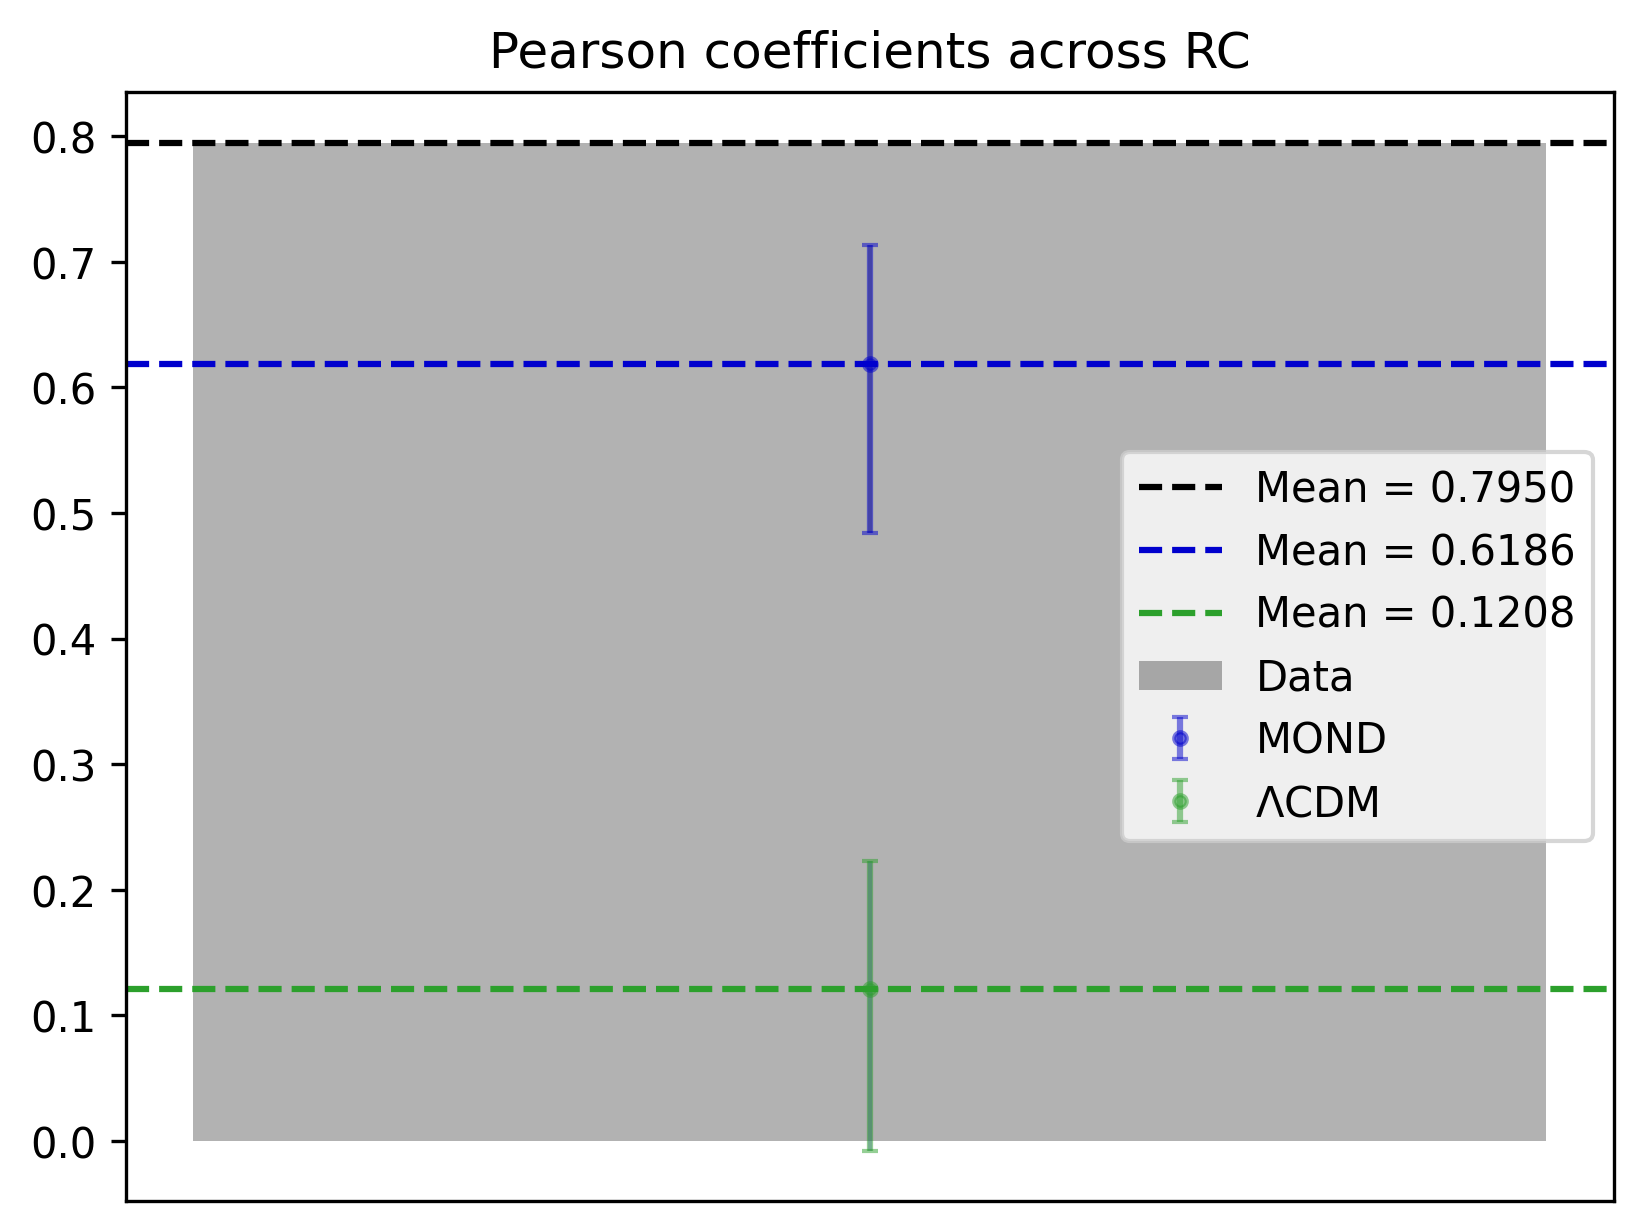 Pearson coefficients across RC
0.8
0.7
0.6
0.5
0.4
0.3
0.2
0.1
0.0
Mean = 0.7950
Mean = 0.6186
Mean = 0.1208
Data
MOND
ΛCDM